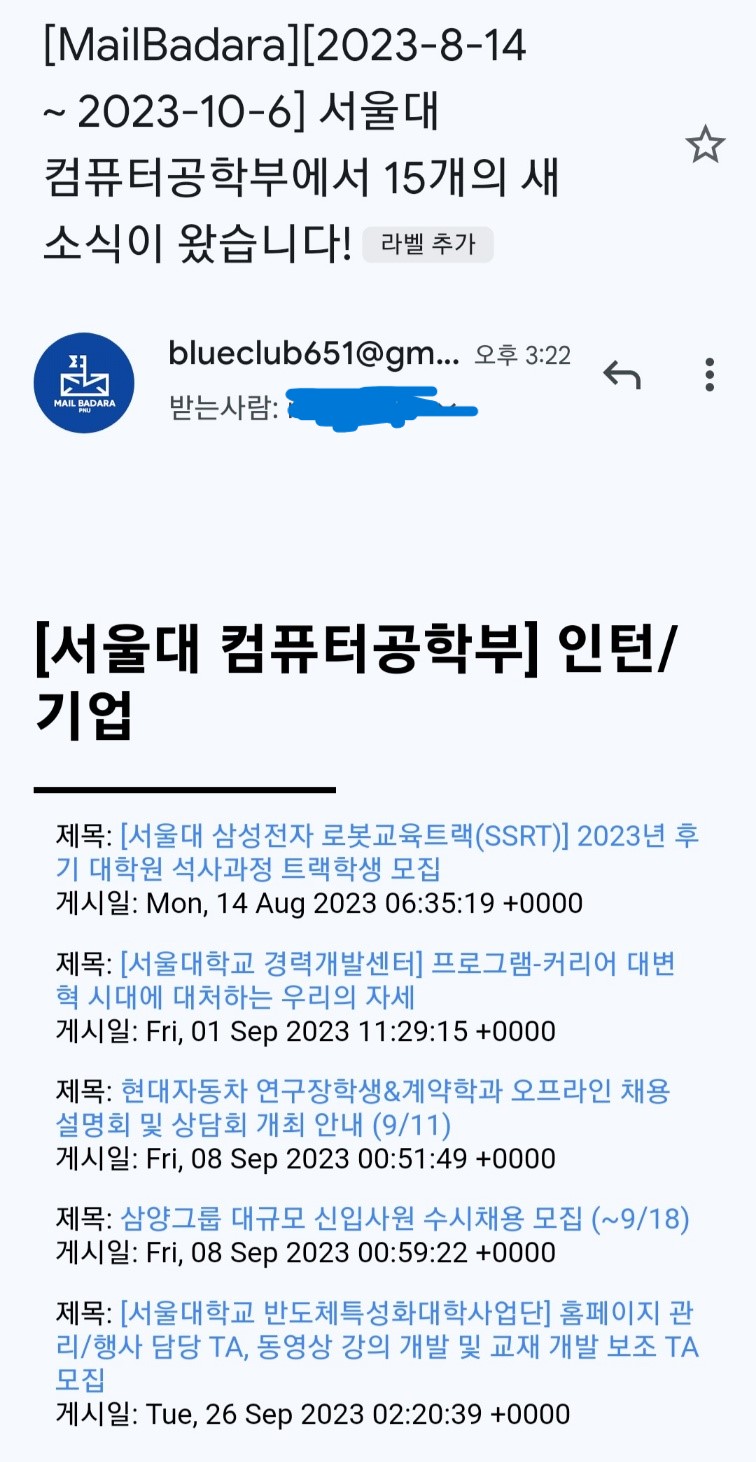 [MailBadara][2023-8-14
~ 2023-10-6] 서울대
컴퓨터공학부에서 15개의 새
소식이 왔습니다! 라벨 추가
blueclub651@gm... 오후 3:22
받는사람:
MAIL BADARA
PNU
[서울대 컴퓨터공학부] 인턴/
기업
제목: [서울대 삼성전자 로봇교육트랙(SSRT)] 2023년 후
기 대학원 석사과정 트랙학생 모집
게시일: Mon, 14 Aug 2023 06:35:19 +0000
제목: [서울대학교 경력개발센터] 프로그램-커리어 대변
혁 시대에 대처하는 우리의 자세
게시일: Fri, 01 Sep 2023 11:29:15 +0000
제목: 현대자동차 연구장학생&계약학과 오프라인 채용
설명회 및 상담회 개최 안내 (9/11)
게시일: Fri, 08 Sep 2023 00:51:49 +0000
제목: 삼양그룹 대규모 신입사원 수시채용 모집 (~9/18)
게시일: Fri, 08 Sep 2023 00:59:22 +0000
제목: [서울대학교 반도체특성화대학사업단] 홈페이지 관
리/행사 담당 TA, 동영상 강의 개발 및 교재 개발 보조 TA
모집
게시일: Tue, 26 Sep 2023 02:20:39 +0000